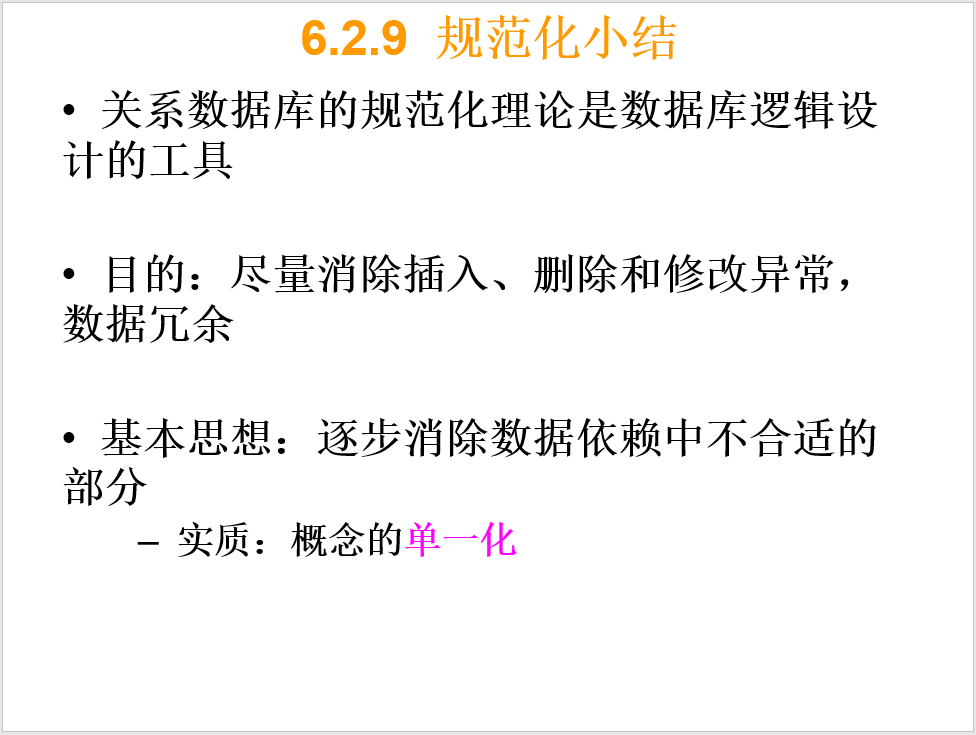 6.2.9 规范化小结
• 关系数据库的规范化理论是数据库逻辑设
计的工具
• 目的：尽量消除插入、删除和修改异常，
数据冗余
• 基本思想：逐步消除数据依赖中不合适的
部分
– 实质：概念的单一化